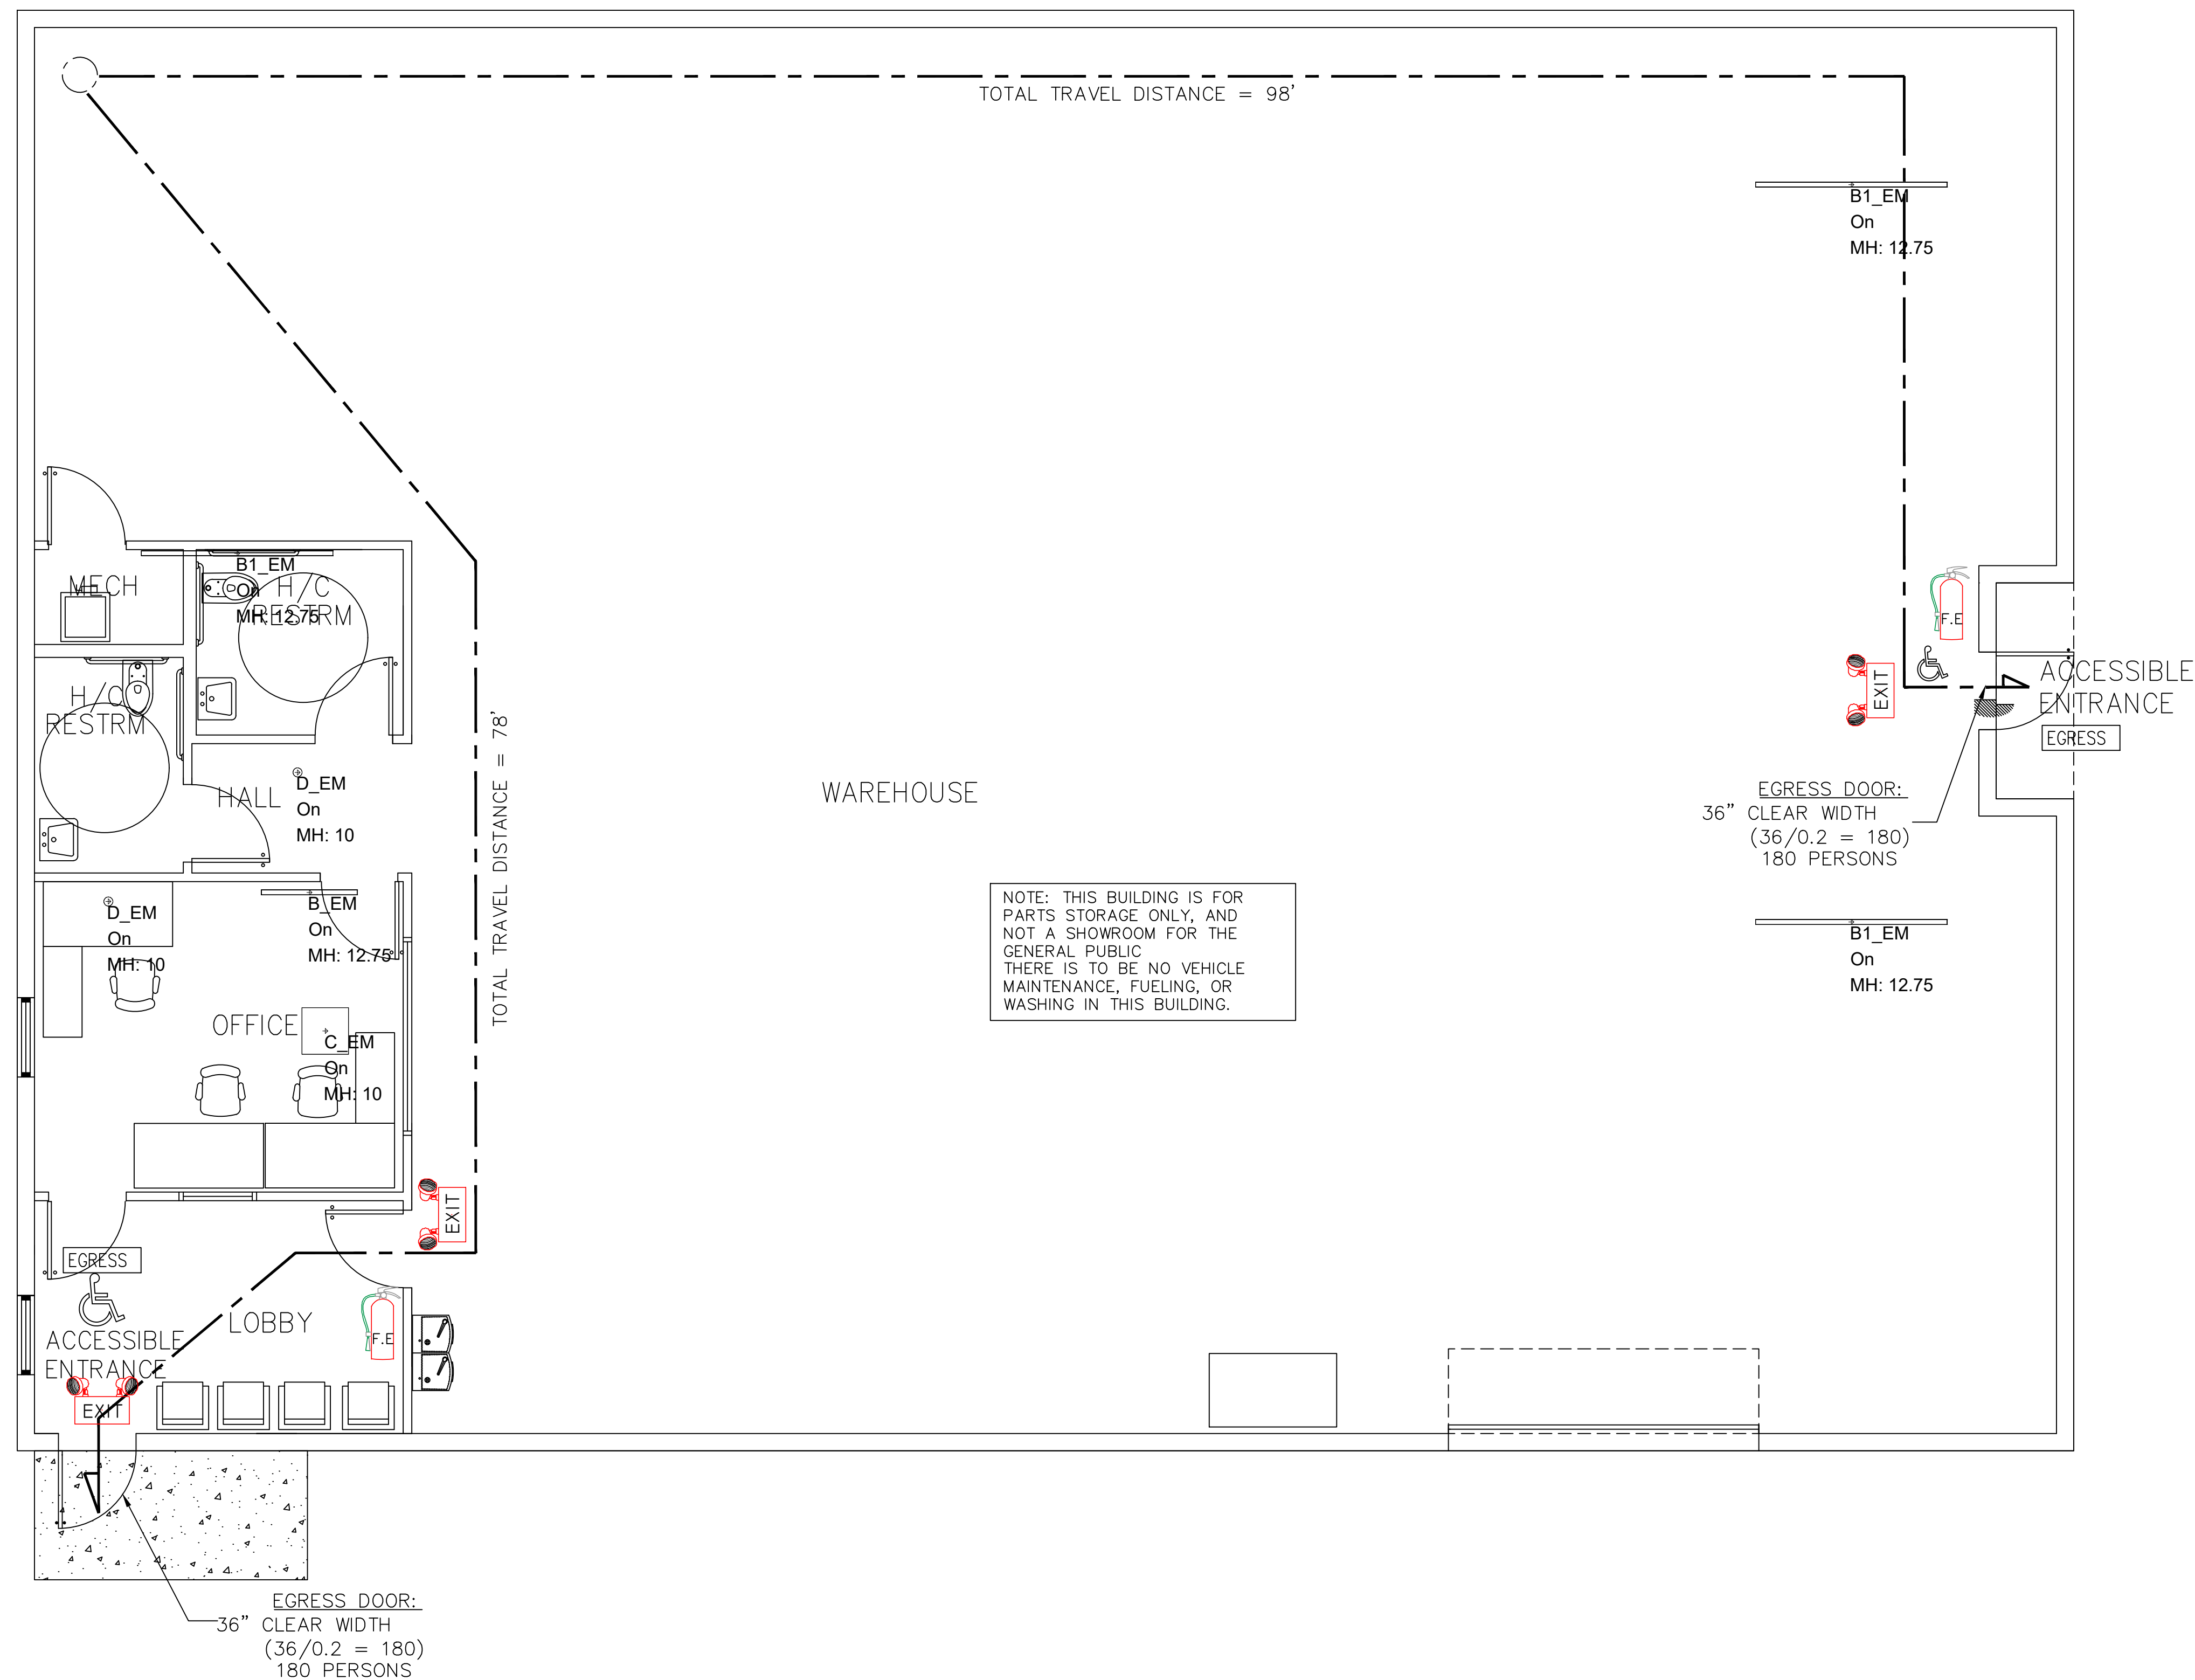 TOTAL TRAVEL DISTANCE = 98'
B1_EM
On
MH: 12.75
MECH
B1_EM
On
MH: 12.75
H/C
RESTRM
H/C
RESTRM
F.E
EXIT
ACCESSIBLE
ENTRANCE
EGRESS
HALL
D_EM
On
MH: 10
TOTAL TRAVEL DISTANCE = 78'
WAREHOUSE
EGRESS DOOR:
36" CLEAR WIDTH
(36/0.2 = 180)
180 PERSONS
D_EM
On
MH: 10
B_EM
On
MH: 12.75
NOTE: THIS BUILDING IS FOR
PARTS STORAGE ONLY, AND
NOT A SHOWROOM FOR THE
GENERAL PUBLIC
THERE IS TO BE NO VEHICLE
MAINTENANCE, FUELING, OR
WASHING IN THIS BUILDING.
B1_EM
On
MH: 12.75
OFFICE
C_EM
On
MH: 10
EXIT
EGRESS
LOBBY
F.E
ACCESSIBLE
ENTRANCE
EXIT
EGRESS DOOR:
36" CLEAR WIDTH
(36/0.2 = 180)
180 PERSONS